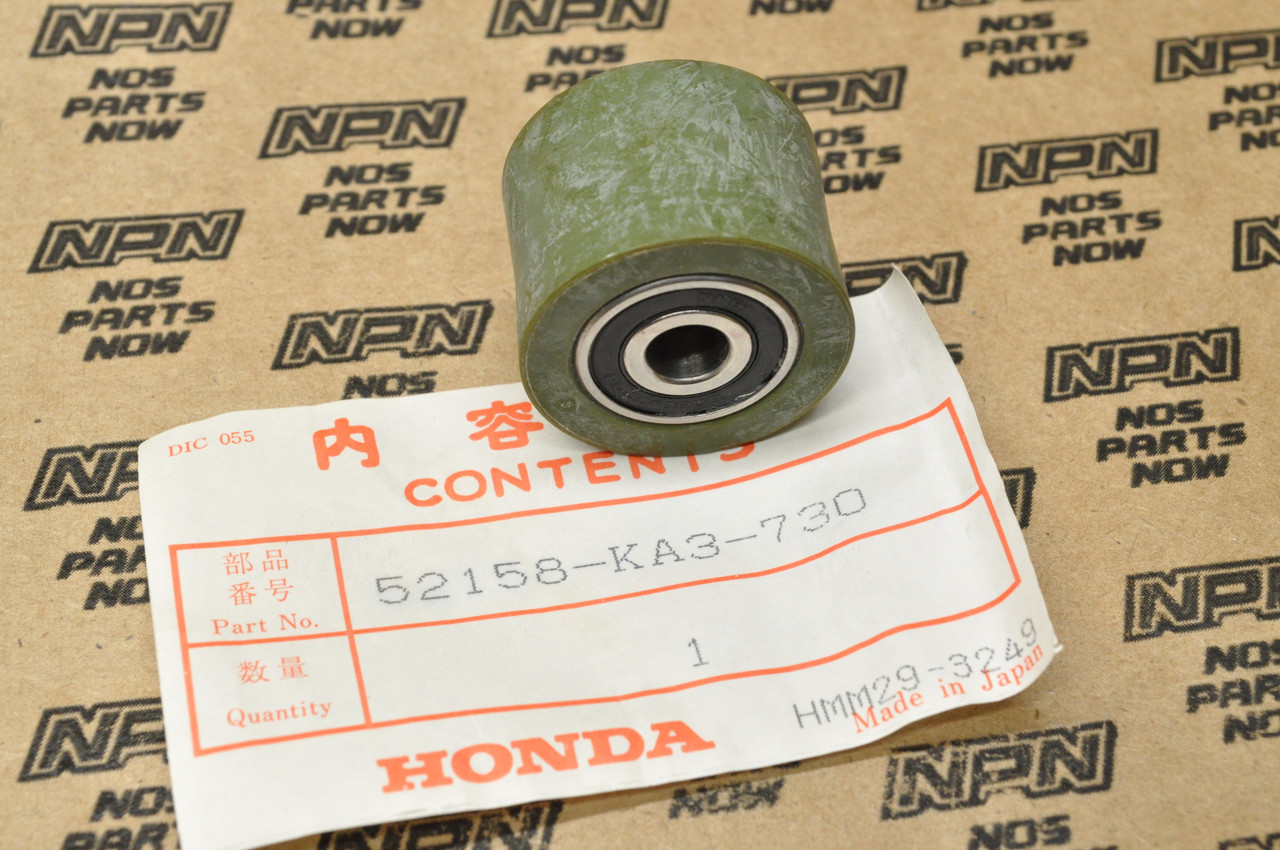 DIC 055
内 容
CONTENTS
部品
番号
Part No.
52158-KA3-730
数量
Quantity
1
HMM29-3249
Made in Japan
HONDA
NPN
NOS
PARTS
NOW